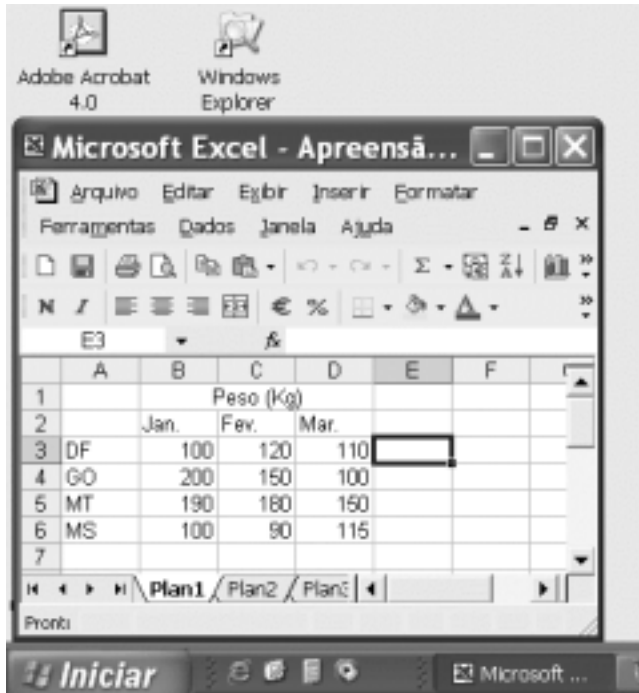 Adobe Acrobat
4.0
Windows
Explorer
Microsoft Excel - Apreensã...
Arquivo Editar Exibir Inserir Formatar
Ferramentas Dados Janela Ajuda
N I € %
E3 fx
A B C D E F
1 Peso (Kg)
2 Jan. Fev. Mar.
3 DF 100 120 110
4 GO 200 150 100
5 MT 190 180 150
6 MS 100 90 115
7
Plan1 Plan2
Iniciar Microsoft ...